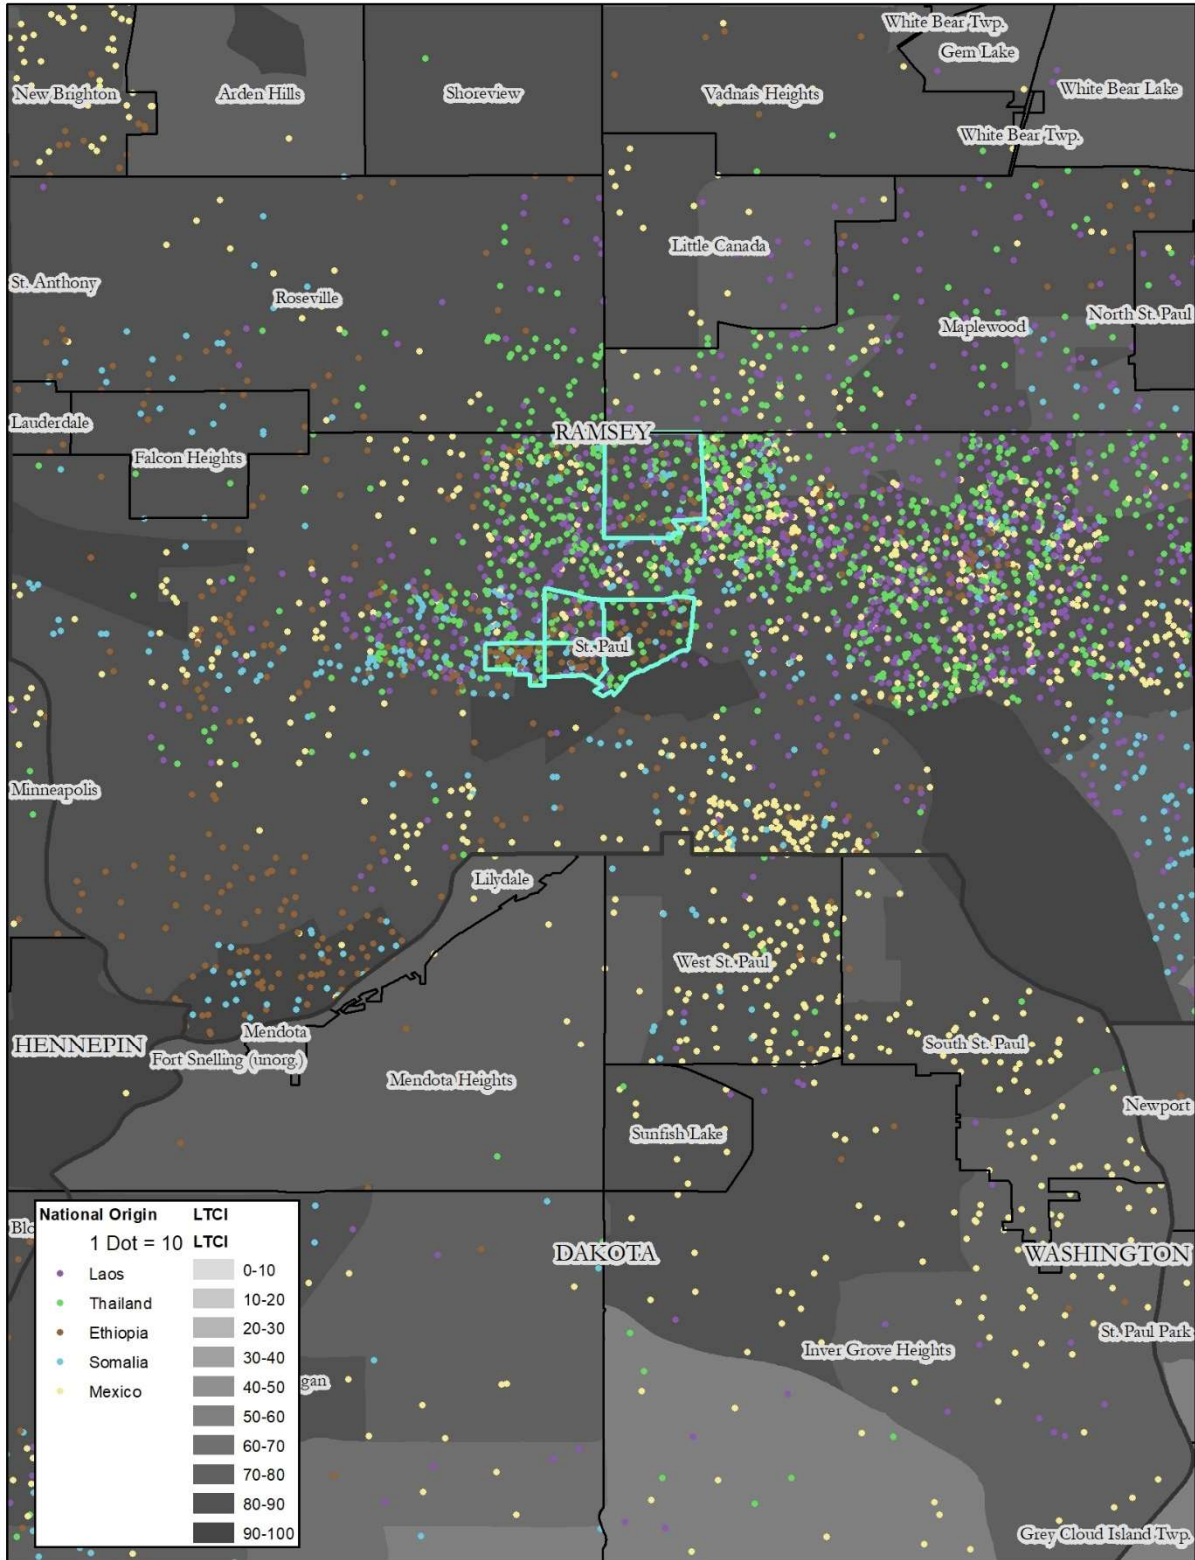 White Bear Twp.
Gem Lake
New Brighton
Arden Hills
Shoreview
Vadnais Heights
White Bear Lake
White Bear Twp.
Little Canada
St. Anthony
Roseville
Maplewood
North St. Paul
Lauderdale
RAMSEY
Falcon Heights
St. Paul
Minneapolis
Lilydale
West St. Paul
HENNEPIN
Mendota
Fort Snelling (unorg.)
Mendota Heights
South St. Paul
Newport
Sunfish Lake
Blo
DAKOTA
WASHINGTON
St. Paul Park
Inver Grove Heights
gan
Grey Cloud Island Twp.
National Origin
1 Dot = 10
Laos
Thailand
Ethiopia
Somalia
Mexico
LTCI
LTCI
0-10
10-20
20-30
30-40
40-50
50-60
60-70
70-80
80-90
90-100